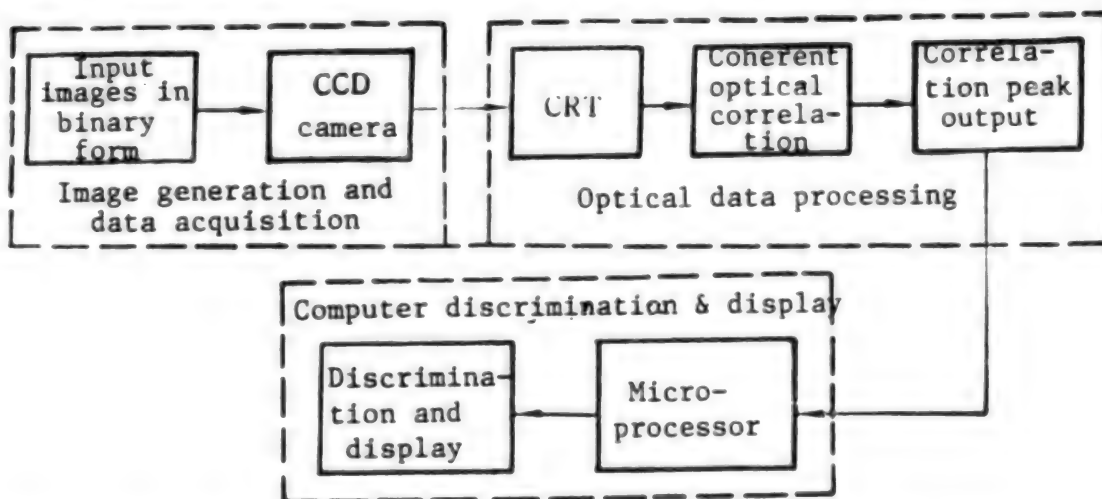 Input
images in
binary
form
CCD
camera
Image generation and
data acquisition
CRT
Coherent
optical
correla-
tion
Correla-
tion peak
output
Optical data processing
Computer discrimination & display
Discrimina-
tion and
display
Micro-
processor